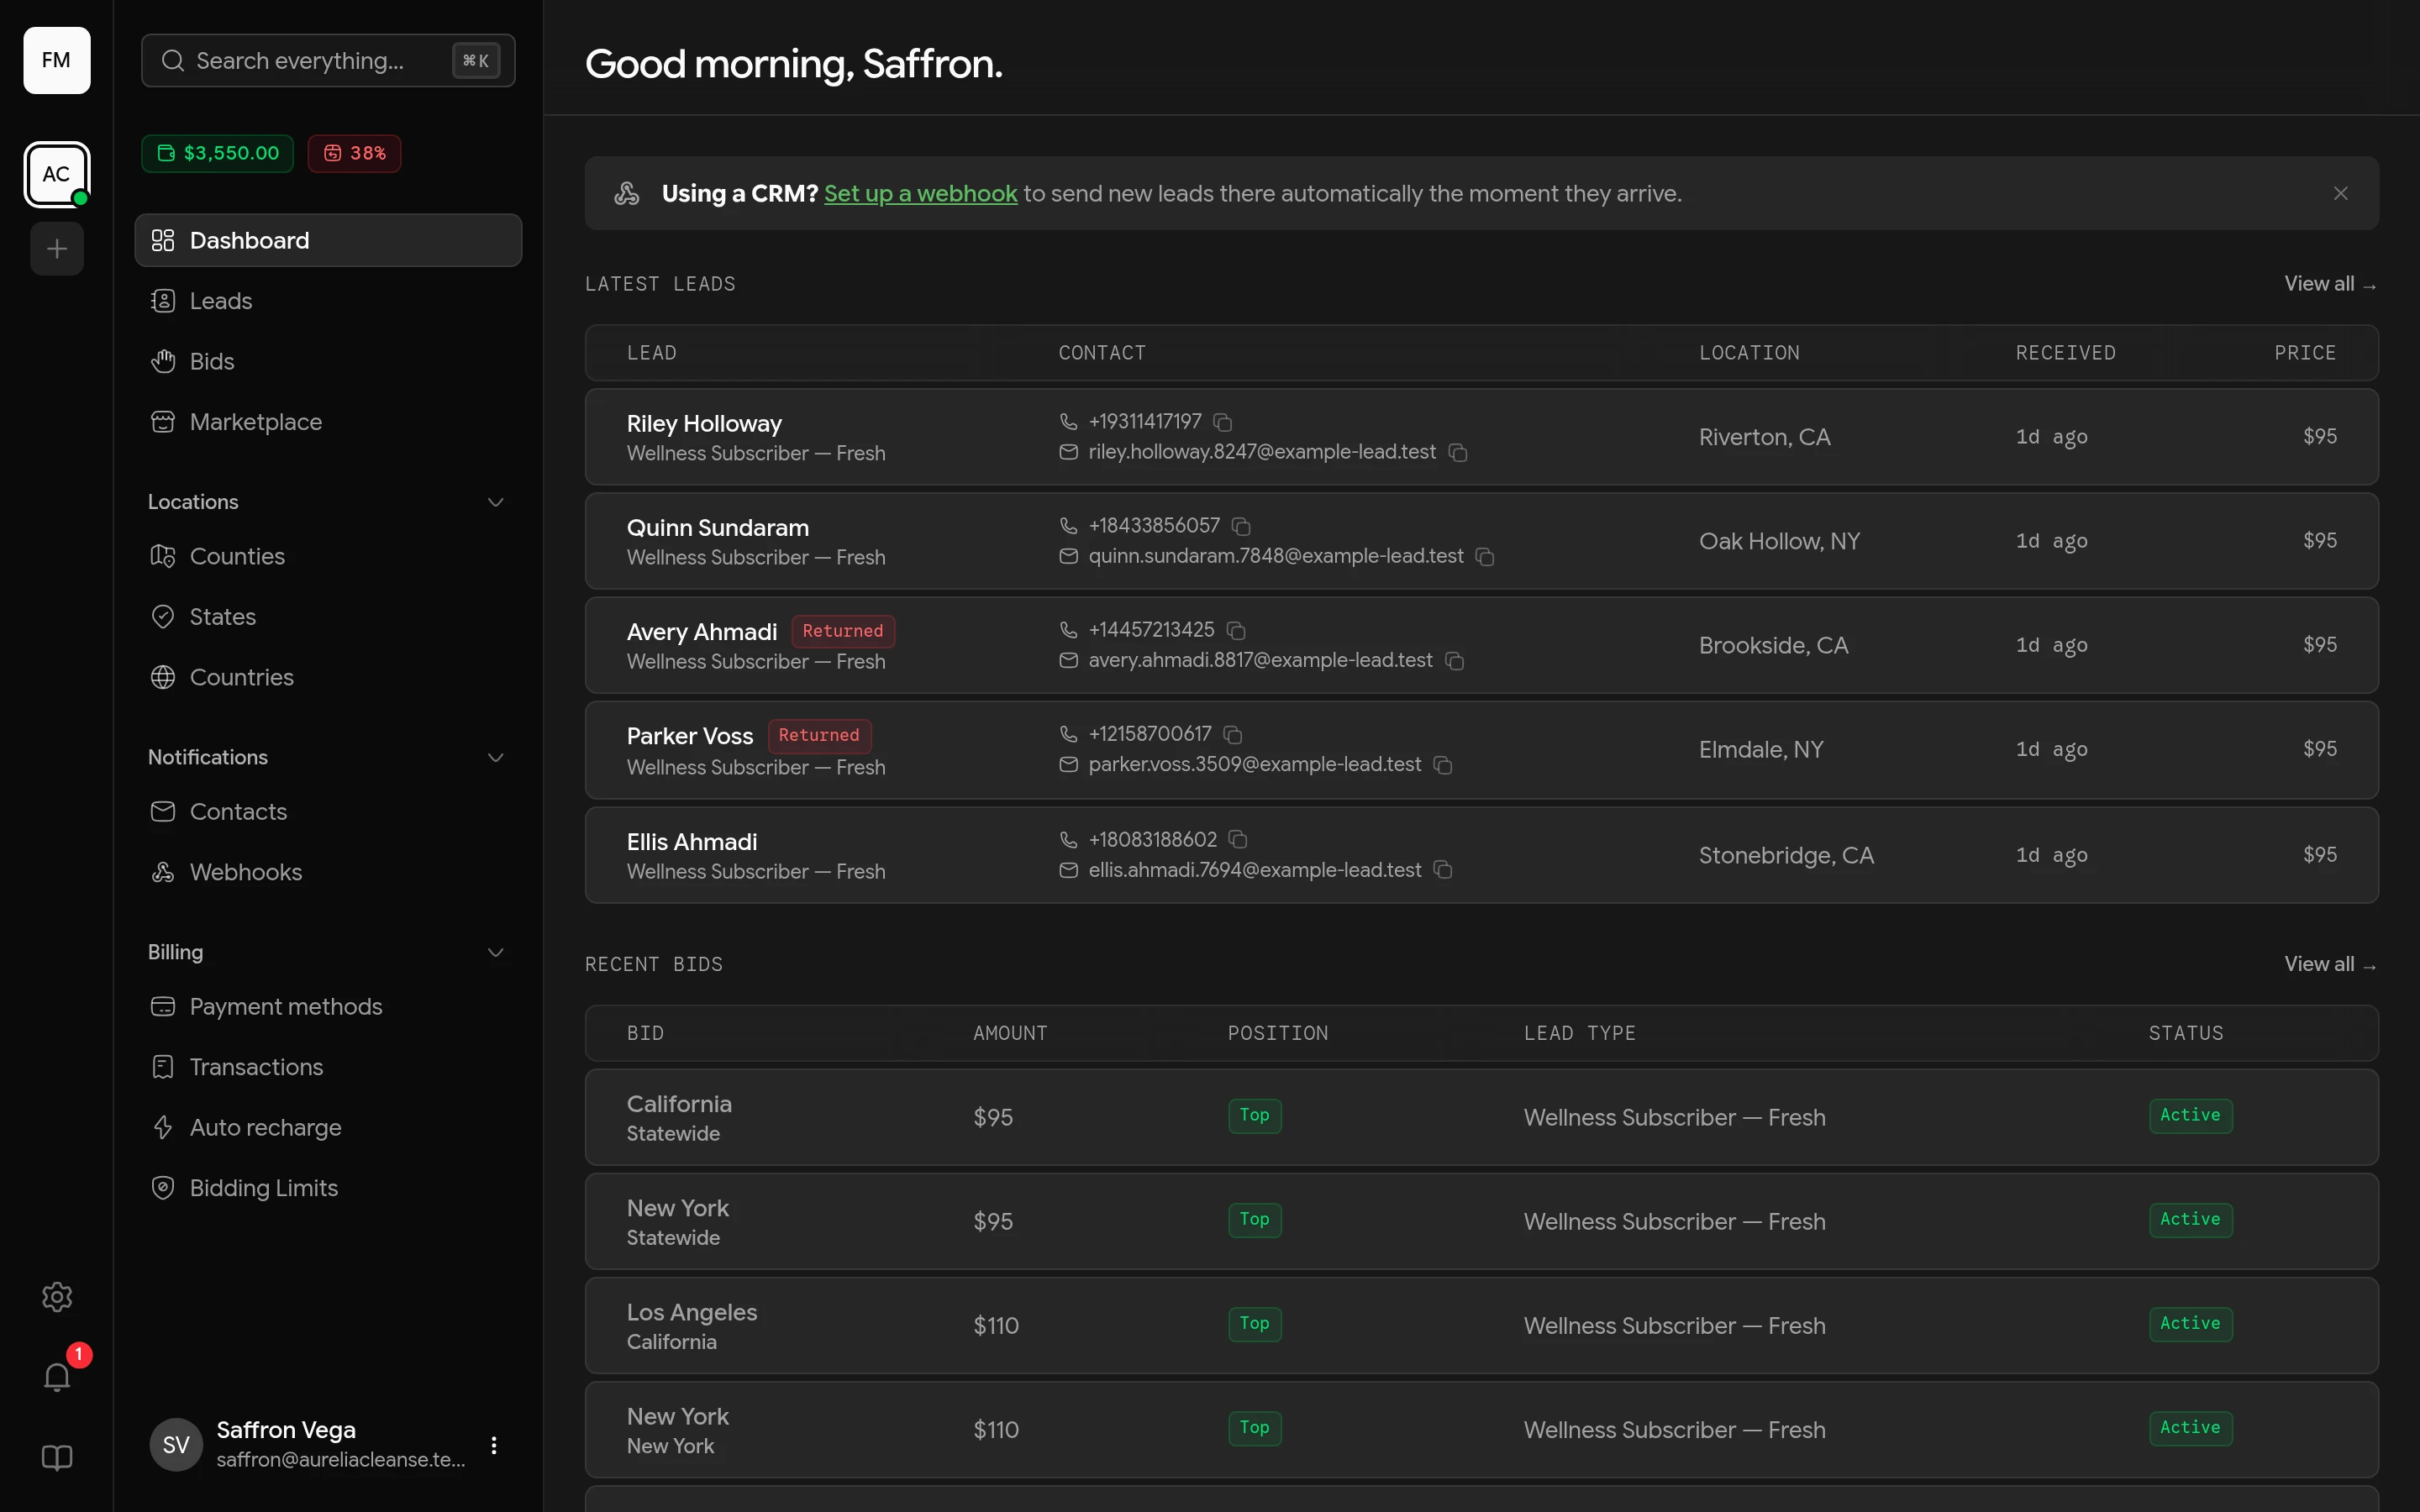 FM
AC
Search everything...
⌘K
$3,550.00
38%
Dashboard
Leads
Bids
Marketplace
Locations
Counties
States
Countries
Notifications
Contacts
Webhooks
Billing
Payment methods
Transactions
Auto recharge
Bidding Limits
1
SV
Saffron Vega
saffron@aureliacleanse.te...
Good morning, Saffron.
Using a CRM? Set up a webhook to send new leads there automatically the moment they arrive.
LATEST LEADS
View all →
LEAD CONTACT LOCATION RECEIVED PRICE
Riley Holloway
Wellness Subscriber — Fresh
+19311417197
riley.holloway.8247@example-lead.test
Riverton, CA
1d ago
$95
Quinn Sundaram
Wellness Subscriber — Fresh
+18433856057
quinn.sundaram.7848@example-lead.test
Oak Hollow, NY
1d ago
$95
Avery Ahmadi Returned
Wellness Subscriber — Fresh
+14457213425
avery.ahmadi.8817@example-lead.test
Brookside, CA
1d ago
$95
Parker Voss Returned
Wellness Subscriber — Fresh
+12158700617
parker.voss.3509@example-lead.test
Elmdale, NY
1d ago
$95
Ellis Ahmadi
Wellness Subscriber — Fresh
+18083188602
ellis.ahmadi.7694@example-lead.test
Stonebridge, CA
1d ago
$95
RECENT BIDS
View all →
BID AMOUNT POSITION LEAD TYPE STATUS
California
Statewide
$95
Top
Wellness Subscriber — Fresh
Active
New York
Statewide
$95
Top
Wellness Subscriber — Fresh
Active
Los Angeles
California
$110
Top
Wellness Subscriber — Fresh
Active
New York
New York
$110
Top
Wellness Subscriber — Fresh
Active